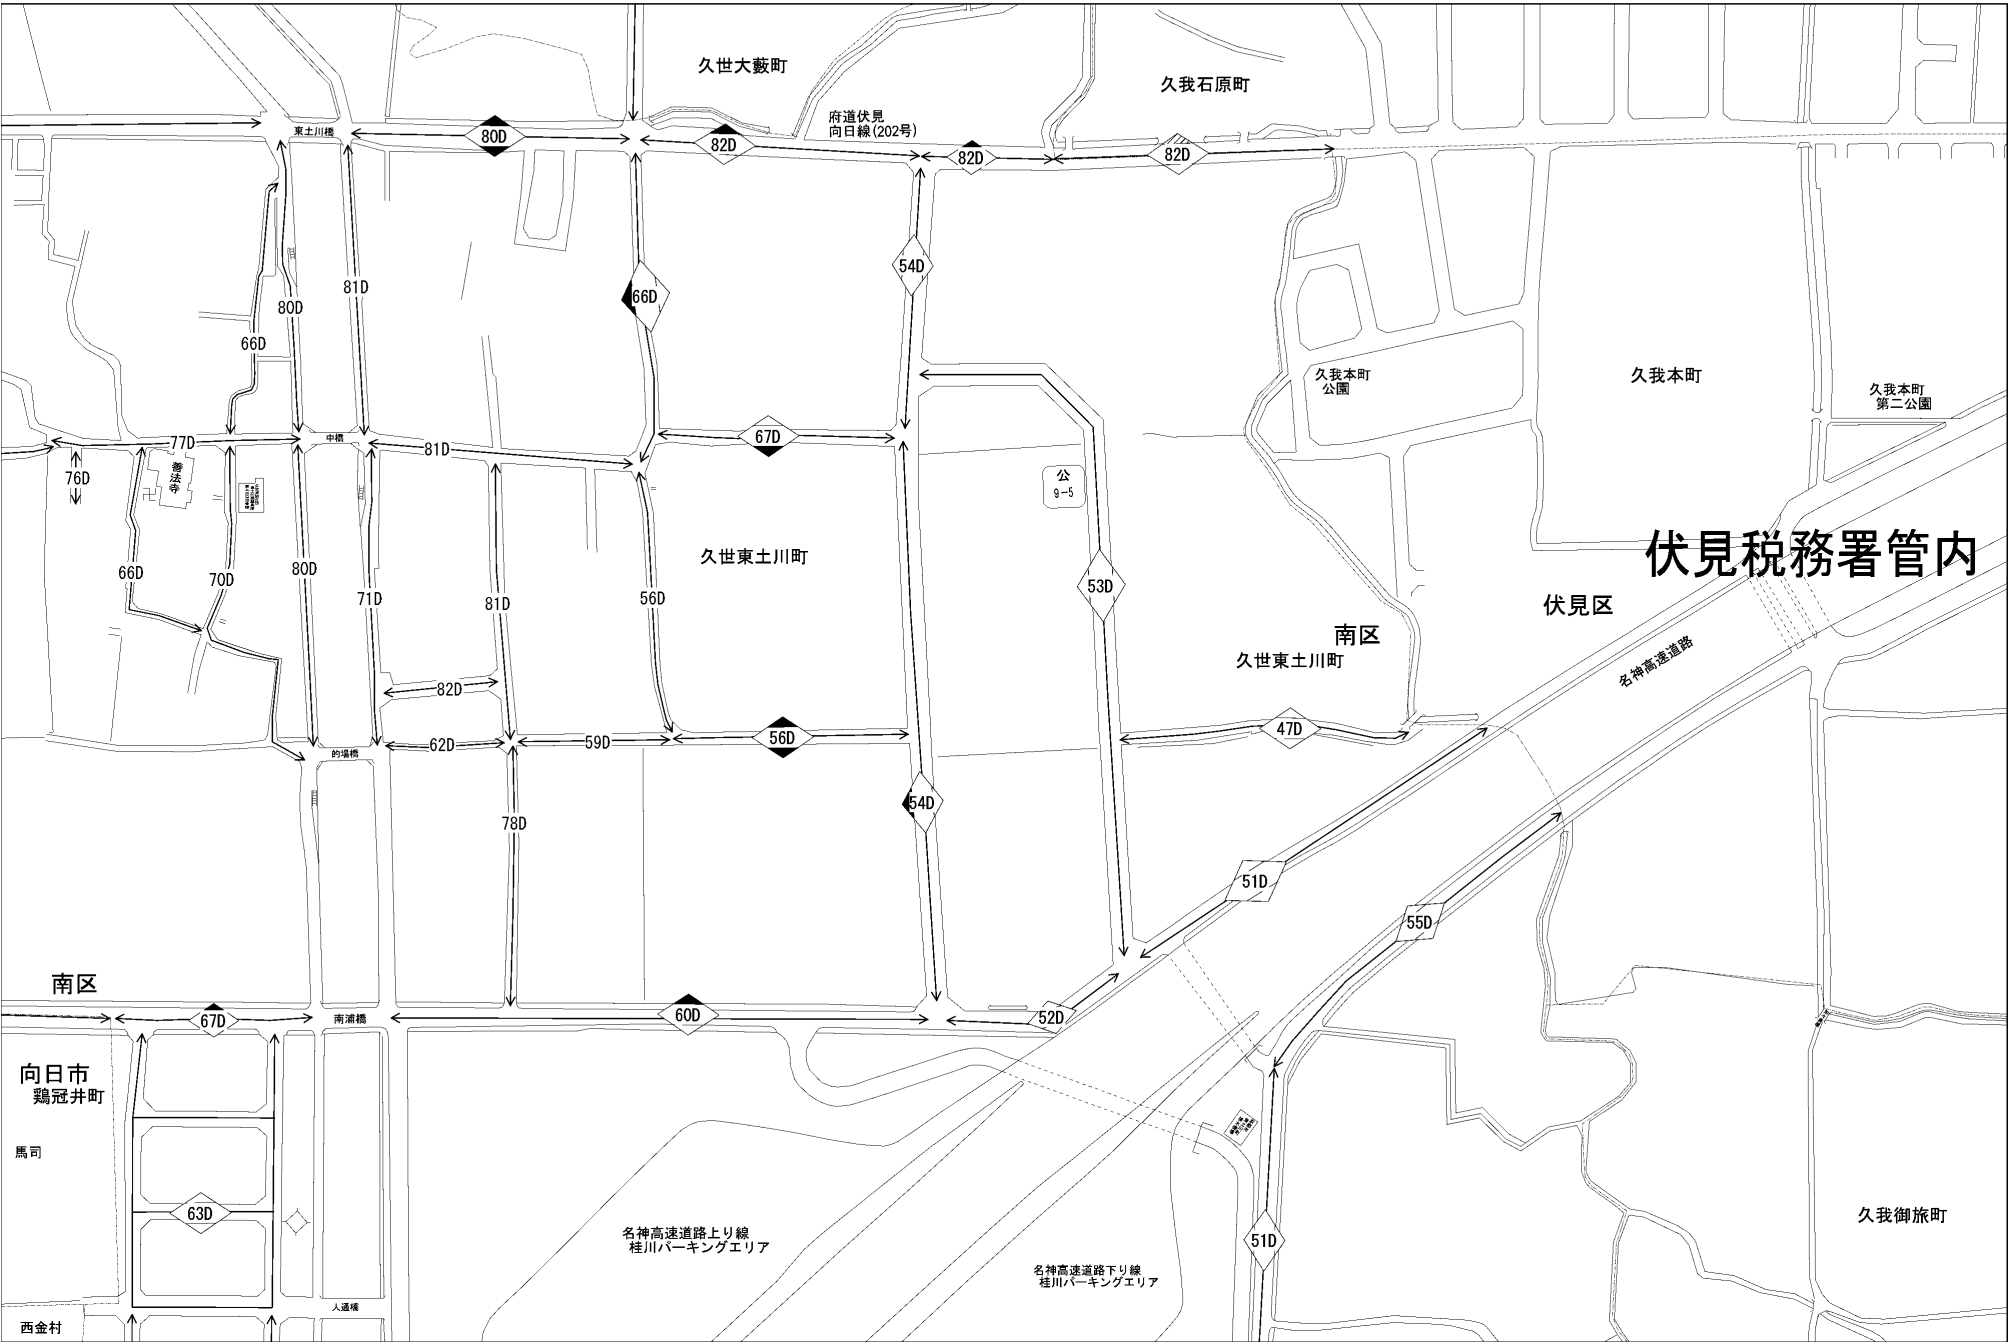 久世大藪町
久我石原町
府道伏見
向日線(202号)
東土川橋
80D
82D
82D
82D
54D
66D
81D
80D
66D
久我本町
公園
久我本町
久我本町
第二公園
中橋
77D
81D
67D
76D
善法寺
公
9-5
伏見税務署管内
久世東土川町
66D
70D
80D
71D
81D
56D
53D
伏見区
南区
久世東土川町
名神高速道路
82D
62D
59D
56D
47D
的場橋
54D
78D
51D
55D
南区
67D
南浦橋
60D
52D
向日市
鶏冠井町
馬司
63D
名神高速道路上り線
桂川パーキングエリア
名神高速道路下り線
桂川パーキングエリア
51D
久我御旅町
人通橋
西金村